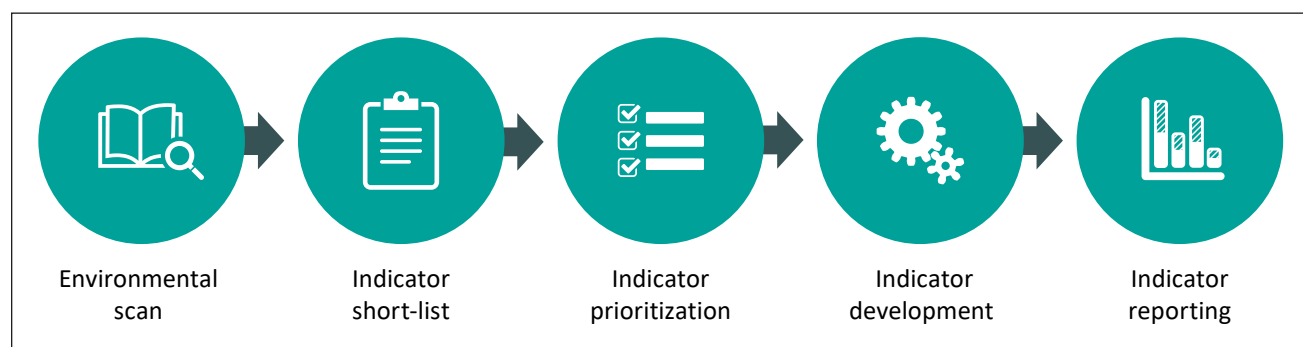 Environmental
scan
Indicator
short-list
Indicator
prioritization
Indicator
development
Indicator
reporting